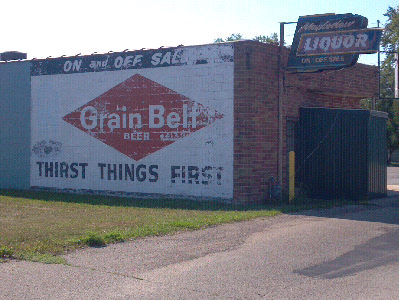 ON and OFF SALE
Grain Belt
BEER
THIRST THINGS FIRST
LIQUOR
ON OFF SALE